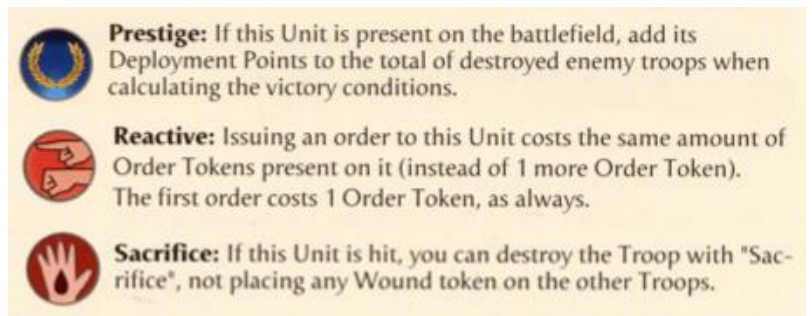 Prestige: If this Unit is present on the battlefield, add its
Deployment Points to the total of destroyed enemy troops when
calculating the victory conditions.
Reactive: Issuing an order to this Unit costs the same amount of
Order Tokens present on it (instead of 1 more Order Token).
The first order costs 1 Order Token, as always.
Sacrifice: If this Unit is hit, you can destroy the Troop with "Sac-
rifice", not placing any Wound token on the other Troops.